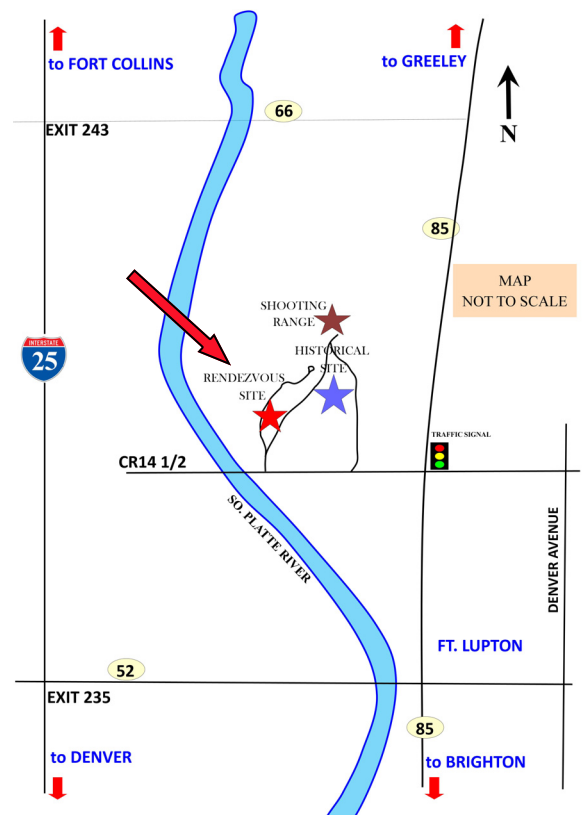 to FORT COLLINS
to GREELEY
66
EXIT 243
N
85
MAP
NOT TO SCALE
SHOOTING
RANGE
INTERSTATE
25
HISTORICAL
SITE
RENDEZVOUS
SITE
TRAFFIC SIGNAL
CR14 1/2
SO. PLATTE RIVER
DENVER AVENUE
FT. LUPTON
52
EXIT 235
85
to DENVER
to BRIGHTON